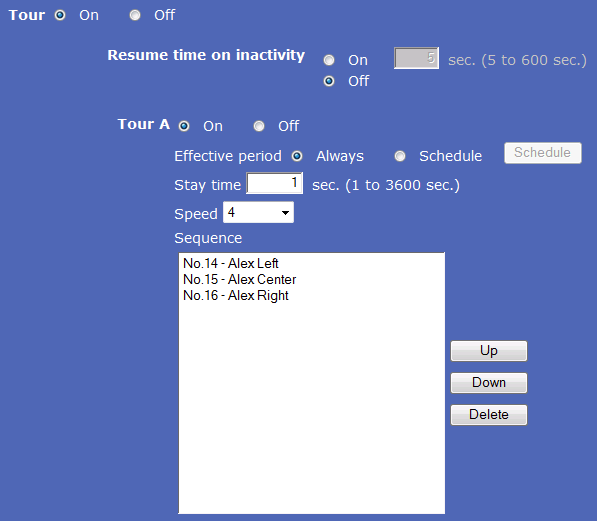 Tour On Off
Resume time on inactivity On 5 sec. (5 to 600 sec.)
Off
Tour A On Off
Effective period Always Schedule Schedule
Stay time 1 sec. (1 to 3600 sec.)
Speed 4
Sequence
No.14 - Alex Left
No.15 - Alex Center
No.16 - Alex Right
Up
Down
Delete